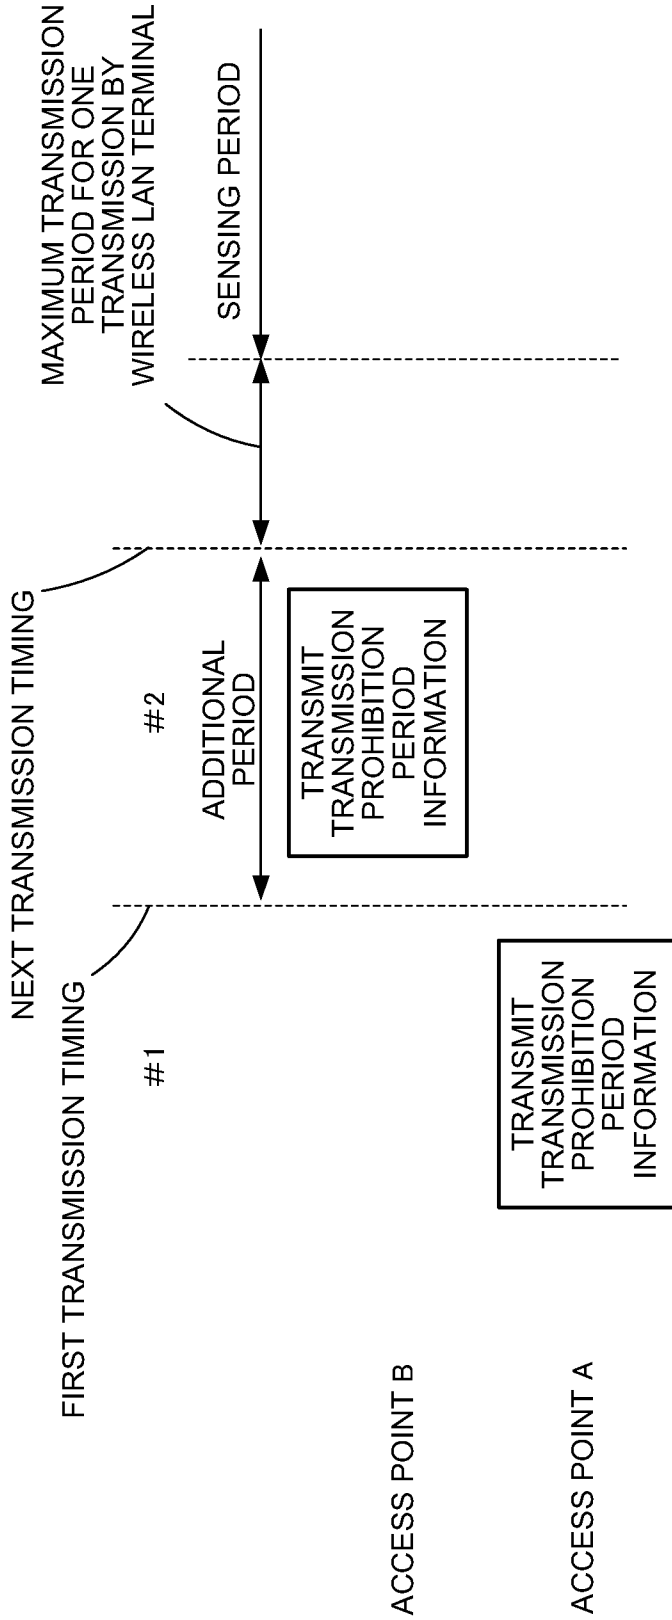 NEXT TRANSMISSION TIMING
FIRST TRANSMISSION TIMING
MAXIMUM TRANSMISSION
PERIOD FOR ONE
TRANSMISSION BY
WIRELESS LAN TERMINAL
#1
#2
ADDITIONAL
PERIOD
SENSING PERIOD
ACCESS POINT B
TRANSMIT
TRANSMISSION
PROHIBITION
PERIOD
INFORMATION
ACCESS POINT A
TRANSMIT
TRANSMISSION
PROHIBITION
PERIOD
INFORMATION